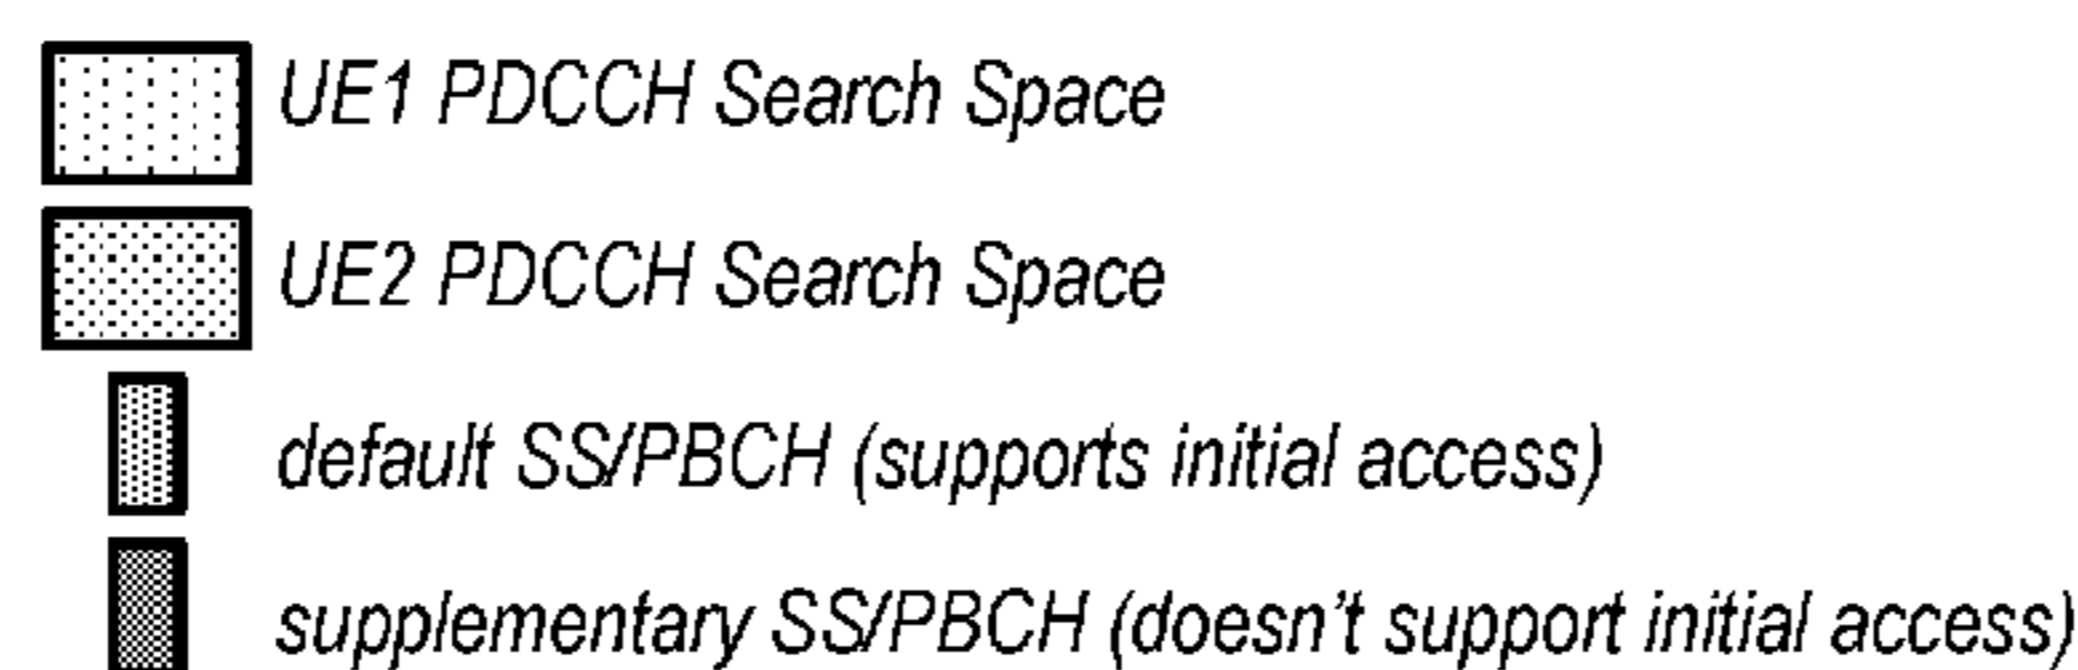 UE1 PDCCH Search Space
UE2 PDCCH Search Space
default SS/PBCH (supports initial access)
supplementary SS/PBCH (doesn't support initial access)